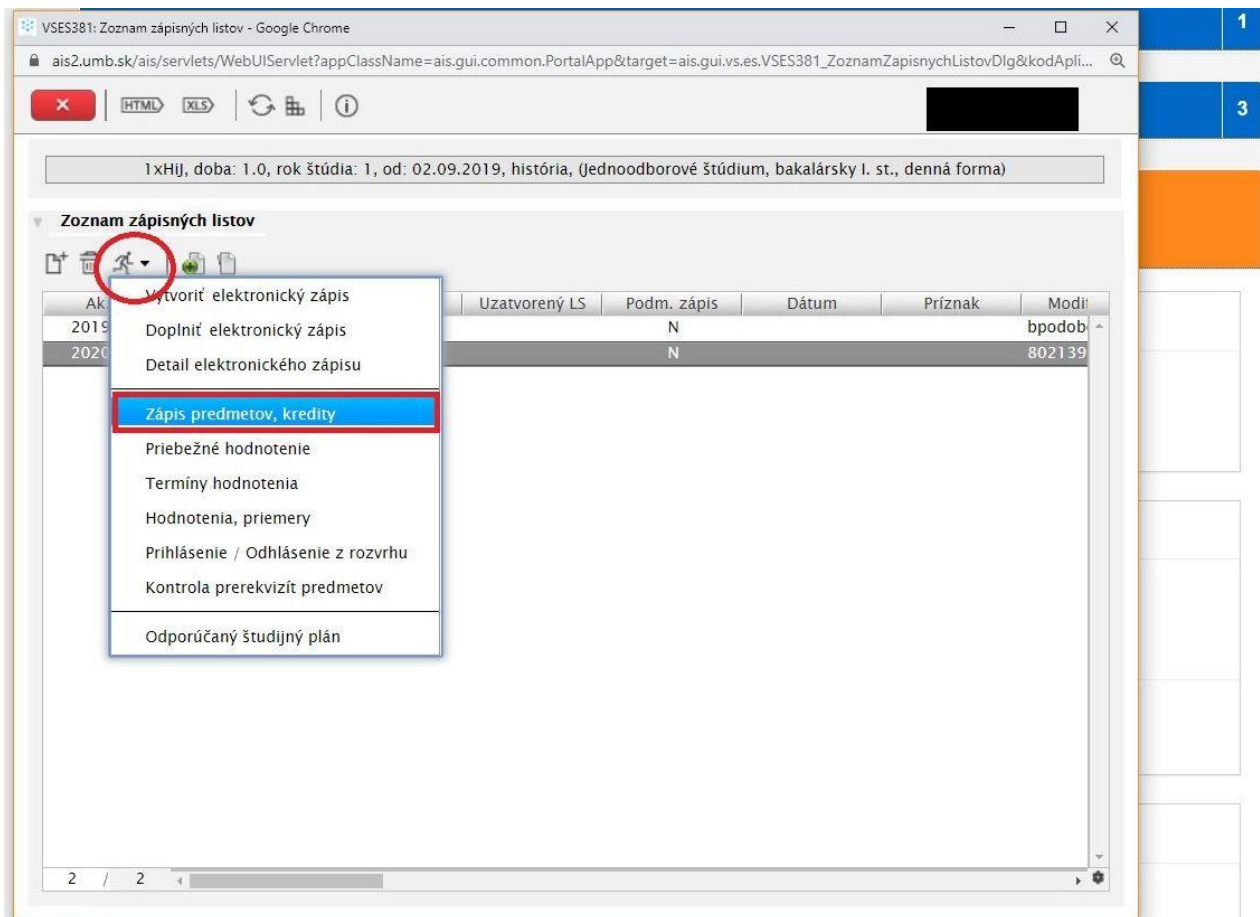 VSES381: Zoznam zápisných listov - Google Chrome
1
ais2.umb.sk/ais/servlets/WebUIServlet?appClassName=ais.gui.common.PortalApp&target=ais.gui.vs.es.VSES381_ZoznamZapisnychListovDlg&kodApli...
HTML XLS
3
1xHiJ, doba: 1.0, rok štúdia: 1, od: 02.09.2019, história, (Jednoodborové štúdium, bakalársky I. st., denná forma)
Zoznam zápisných listov
Ak Uzatvorený LS Podm. zápis Dátum Príznak Modif
2019 N bpodob
2020 N 802139
Vytvoriť elektronický zápis
Doplniť elektronický zápis
Detail elektronického zápisu
Zápis predmetov, kredity
Priebežné hodnotenie
Termíny hodnotenia
Hodnotenia, priemery
Prihlásenie / Odhlásenie z rozvrhu
Kontrola prerekvizít predmetov
Odporúčaný študijný plán
2 / 2